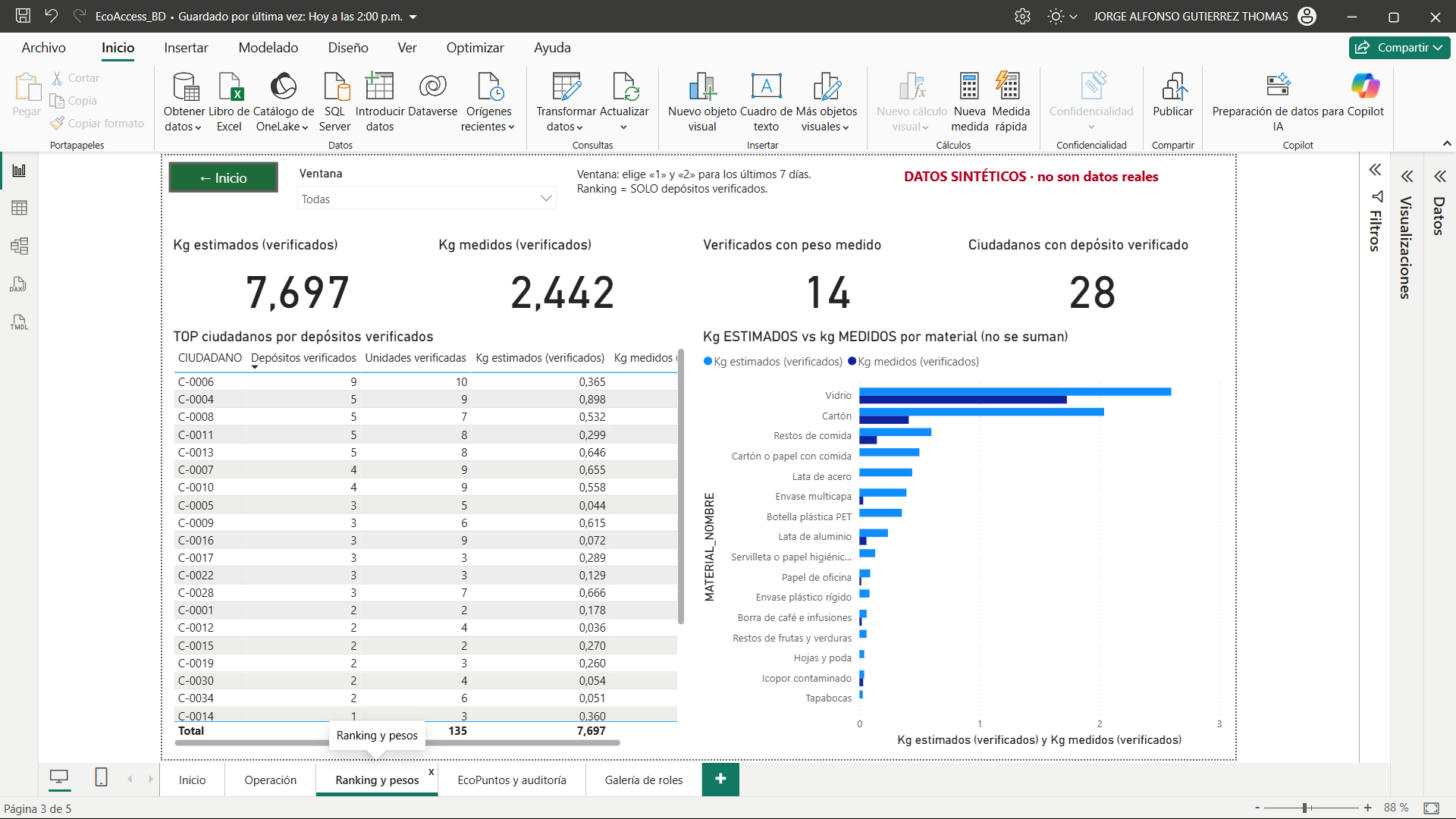 EcoAccess_BD • Guardado por última vez: Hoy a las 2:00 p.m.
JORGE ALFONSO GUTIERREZ THOMAS
Archivo Inicio Insertar Modelado Diseño Ver Optimizar Ayuda
Compartir
Pegar
Cortar
Copia
Copiar formato
Portapapeles
Obtener datos
Libro de Excel
Catálogo de OneLake
SQL Server
Introducir datos
Dataverse
Orígenes recientes
Datos
Transformar datos
Actualizar
Consultas
Nuevo objeto visual
Cuadro de texto
Más objetos visuales
Insertar
Nuevo cálculo visual
Nueva medida
Medida rápida
Cálculos
Confidencialidad
Confidencialidad
Publicar
Compartir
Preparación de datos para IA
Copilot
Copilot
DAX
TMDL
← Inicio
Ventana
Todas
Ventana: elige «1» y «2» para los últimos 7 días.
Ranking = SOLO depósitos verificados.
DATOS SINTÉTICOS · no son datos reales
Kg estimados (verificados)
7,697
Kg medidos (verificados)
2,442
Verificados con peso medido
14
Ciudadanos con depósito verificado
28
TOP ciudadanos por depósitos verificados
CIUDADANO Depósitos verificados Unidades verificadas Kg estimados (verificados) Kg medidos (
C-0006 9 10 0,365
C-0004 5 9 0,898
C-0008 5 7 0,532
C-0011 5 8 0,299
C-0013 5 8 0,646
C-0007 4 9 0,655
C-0010 4 9 0,558
C-0005 3 5 0,044
C-0009 3 6 0,615
C-0016 3 9 0,072
C-0017 3 3 0,289
C-0022 3 3 0,129
C-0028 3 7 0,666
C-0001 2 2 0,178
C-0012 2 4 0,036
C-0015 2 2 0,270
C-0019 2 3 0,260
C-0030 2 4 0,054
C-0034 2 6 0,051
C-0014 1 3 0,360
Total 135 7,697
Ranking y pesos
Kg ESTIMADOS vs kg MEDIDOS por material (no se suman)
Kg estimados (verificados) Kg medidos (verificados)
MATERIAL_NOMBRE
Vidrio
Cartón
Restos de comida
Cartón o papel con comida
Lata de acero
Envase multicapa
Botella plástica PET
Lata de aluminio
Servilleta o papel higiénic...
Papel de oficina
Envase plástico rígido
Borra de café e infusiones
Restos de frutas y verduras
Hojas y poda
Icopor contaminado
Tapabocas
0 1 2 3
Kg estimados (verificados) y Kg medidos (verificados)
Filtros
Visualizaciones
Datos
Inicio Operación Ranking y pesos x EcoPuntos y auditoría Galería de roles +
Página 3 de 5
- + 88 %